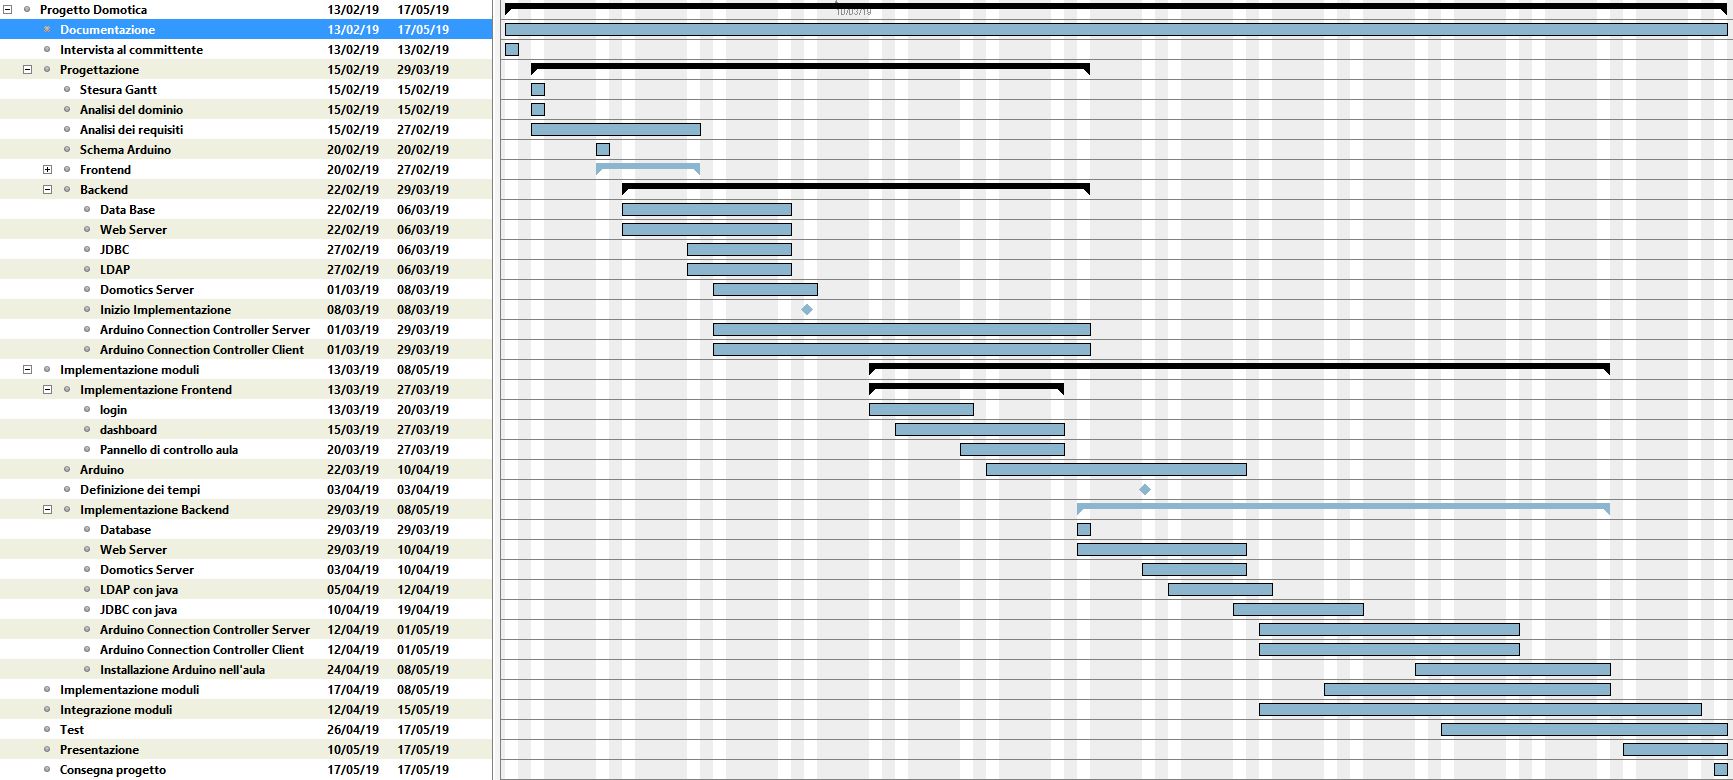 Progetto Domotica 13/02/19 17/05/19 10/03/19
Documentazione 13/02/19 17/05/19
Intervista al committente 13/02/19 13/02/19
Progettazione 15/02/19 29/03/19
Stesura Gantt 15/02/19 15/02/19
Analisi del dominio 15/02/19 15/02/19
Analisi dei requisiti 15/02/19 27/02/19
Schema Arduino 20/02/19 20/02/19
Frontend 20/02/19 27/02/19
Backend 22/02/19 29/03/19
Data Base 22/02/19 06/03/19
Web Server 22/02/19 06/03/19
JDBC 27/02/19 06/03/19
LDAP 27/02/19 06/03/19
Domotics Server 01/03/19 08/03/19
Inizio Implementazione 08/03/19 08/03/19
Arduino Connection Controller Server 01/03/19 29/03/19
Arduino Connection Controller Client 01/03/19 29/03/19
Implementazione moduli 13/03/19 08/05/19
Implementazione Frontend 13/03/19 27/03/19
login 13/03/19 20/03/19
dashboard 15/03/19 27/03/19
Pannello di controllo aula 20/03/19 27/03/19
Arduino 22/03/19 10/04/19
Definizione dei tempi 03/04/19 03/04/19
Implementazione Backend 29/03/19 08/05/19
Database 29/03/19 29/03/19
Web Server 29/03/19 10/04/19
Domotics Server 03/04/19 10/04/19
LDAP con java 05/04/19 12/04/19
JDBC con java 10/04/19 19/04/19
Arduino Connection Controller Server 12/04/19 01/05/19
Arduino Connection Controller Client 12/04/19 01/05/19
Installazione Arduino nell'aula 24/04/19 08/05/19
Implementazione moduli 17/04/19 08/05/19
Integrazione moduli 12/04/19 15/05/19
Test 26/04/19 17/05/19
Presentazione 10/05/19 17/05/19
Consegna progetto 17/05/19 17/05/19